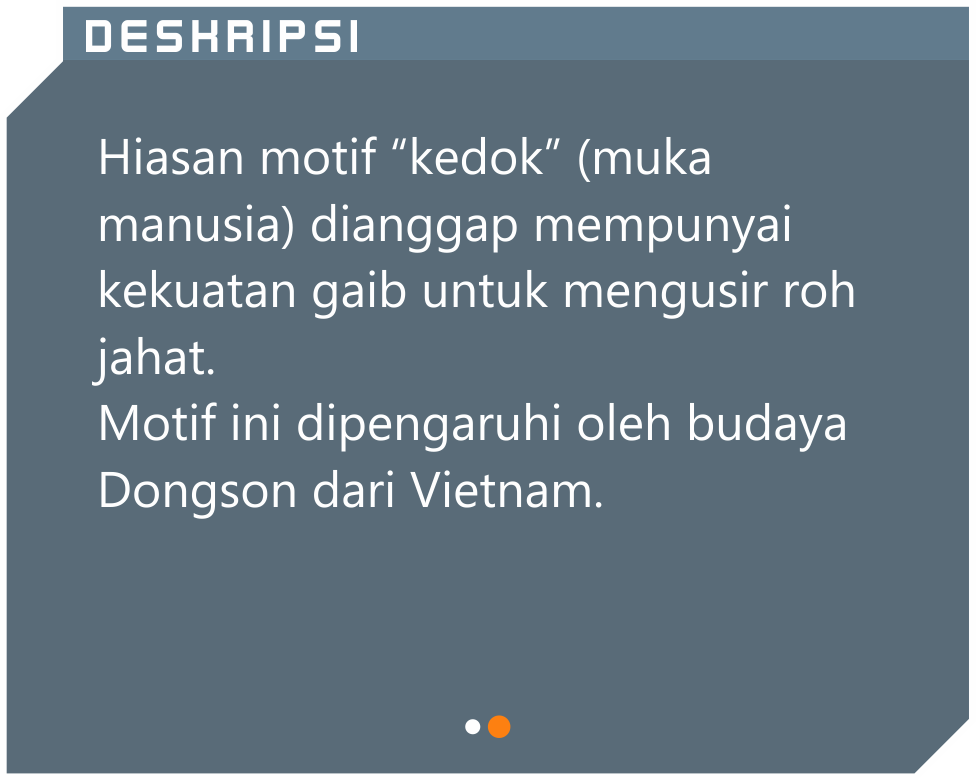 DESKRIPSI
Hiasan motif “kedok” (muka
manusia) dianggap mempunyai
kekuatan gaib untuk mengusir roh
jahat.
Motif ini dipengaruhi oleh budaya
Dongson dari Vietnam.